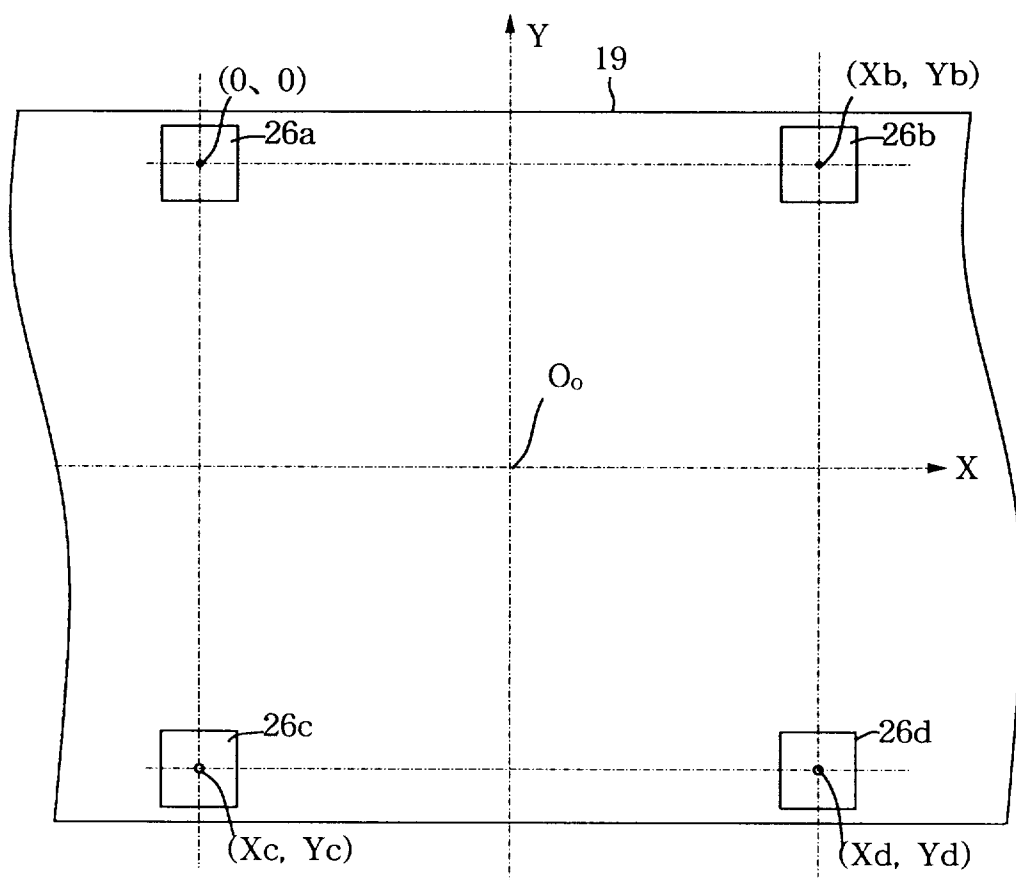 Y
19
(0、0)
(Xb, Yb)
26a
26b
Oo
X
26c
26d
(Xc, Yc)
(Xd, Yd)